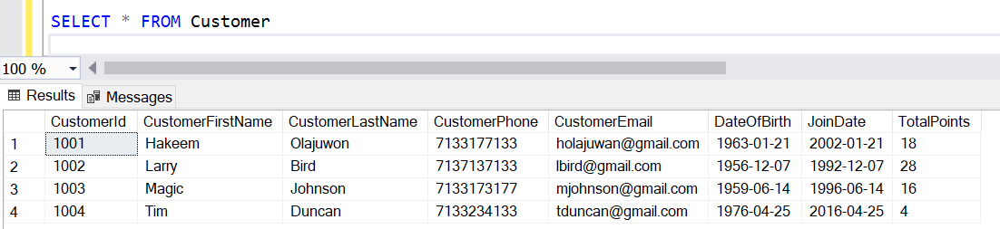 SELECT * FROM Customer
100 %
Results Messages
CustomerId CustomerFirstName CustomerLastName CustomerPhone CustomerEmail DateOfBirth JoinDate TotalPoints
1 1001 Hakeem Olajuwon 7133177133 holajuwan@gmail.com 1963-01-21 2002-01-21 18
2 1002 Larry Bird 7137137133 lbird@gmail.com 1956-12-07 1992-12-07 28
3 1003 Magic Johnson 7133173177 mjohnson@gmail.com 1959-06-14 1996-06-14 16
4 1004 Tim Duncan 7133234133 tduncan@gmail.com 1976-04-25 2016-04-25 4